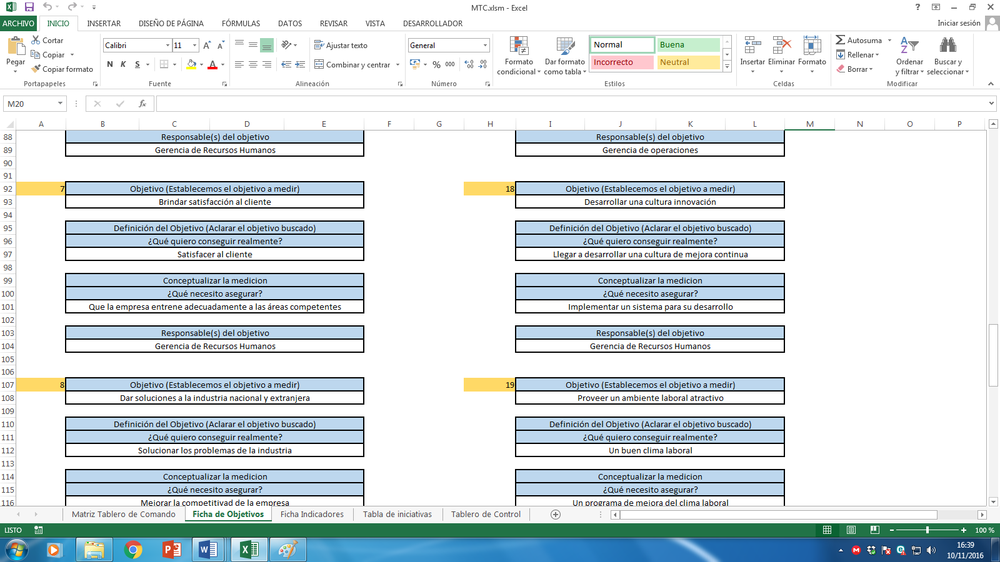 MTC.xlsm - Excel
ARCHIVO INICIO INSERTAR DISEÑO DE PÁGINA FÓRMULAS DATOS REVISAR VISTA DESARROLLADOR Iniciar sesión
Pegar
Cortar
Copiar
Copiar formato
Portapapeles
Calibri 11
N K S
Fuente
Ajustar texto
Combinar y centrar
Alineación
General
% 000
Número
Formato condicional
Dar formato como tabla
Normal Buena
Incorrecto Neutral
Estilos
Insertar Eliminar Formato
Celdas
Autosuma
Rellenar
Borrar
Ordenar y filtrar
Buscar y seleccionar
Modificar
M20
fx
A B C D E F G H I J K L M N O P
88 Responsable(s) del objetivo Responsable(s) del objetivo
89 Gerencia de Recursos Humanos Gerencia de operaciones
90
91
92 7 Objetivo (Establecemos el objetivo a medir) 18 Objetivo (Establecemos el objetivo a medir)
93 Brindar satisfacción al cliente Desarrollar una cultura innovación
94
95 Definición del Objetivo (Aclarar el objetivo buscado) Definición del Objetivo (Aclarar el objetivo buscado)
96 ¿Qué quiero conseguir realmente? ¿Qué quiero conseguir realmente?
97 Satisfacer al cliente Llegar a desarrollar una cultura de mejora continua
98
99 Conceptualizar la medicion Conceptualizar la medicion
100 ¿Qué necesito asegurar? ¿Qué necesito asegurar?
101 Que la empresa entrene adecuadamente a las áreas competentes Implementar un sistema para su desarrollo
102
103 Responsable(s) del objetivo Responsable(s) del objetivo
104 Gerencia de Recursos Humanos Gerencia de Recursos Humanos
105
106
107 8 Objetivo (Establecemos el objetivo a medir) 19 Objetivo (Establecemos el objetivo a medir)
108 Dar soluciones a la industria nacional y extranjera Proveer un ambiente laboral atractivo
109
110 Definición del Objetivo (Aclarar el objetivo buscado) Definición del Objetivo (Aclarar el objetivo buscado)
111 ¿Qué quiero conseguir realmente? ¿Qué quiero conseguir realmente?
112 Solucionar los problemas de la industria Un buen clima laboral
113
114 Conceptualizar la medicion Conceptualizar la medicion
115 ¿Qué necesito asegurar? ¿Qué necesito asegurar?
116 Mejorar la competitivad de la empresa Un programa de mejora del clima laboral
Matriz Tablero de Comando Ficha de Objetivos Ficha Indicadores Tabla de iniciativas Tablero de Control
LISTO 100 %
16:39
10/11/2016